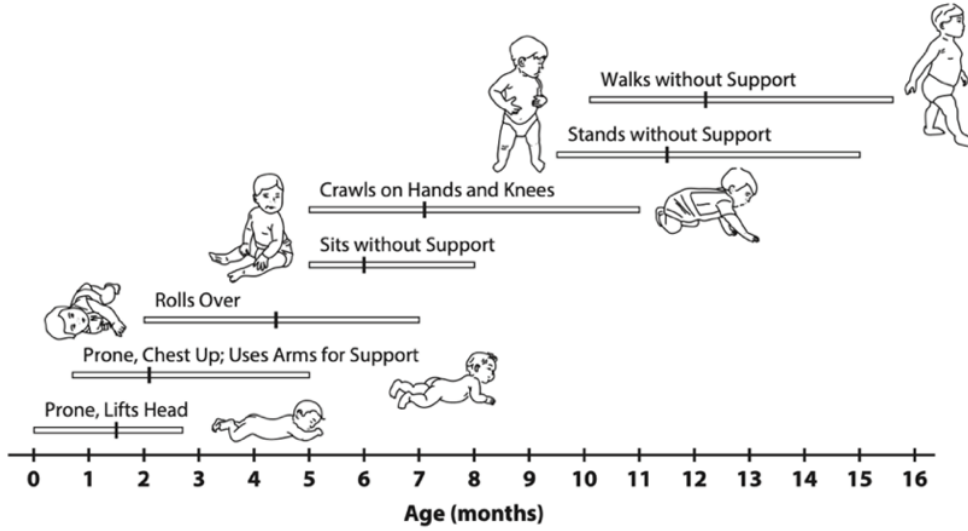 Walks without Support
Stands without Support
Crawls on Hands and Knees
Sits without Support
Rolls Over
Prone, Chest Up; Uses Arms for Support
Prone, Lifts Head
0 1 2 3 4 5 6 7 8 9 10 11 12 13 14 15 16
Age (months)